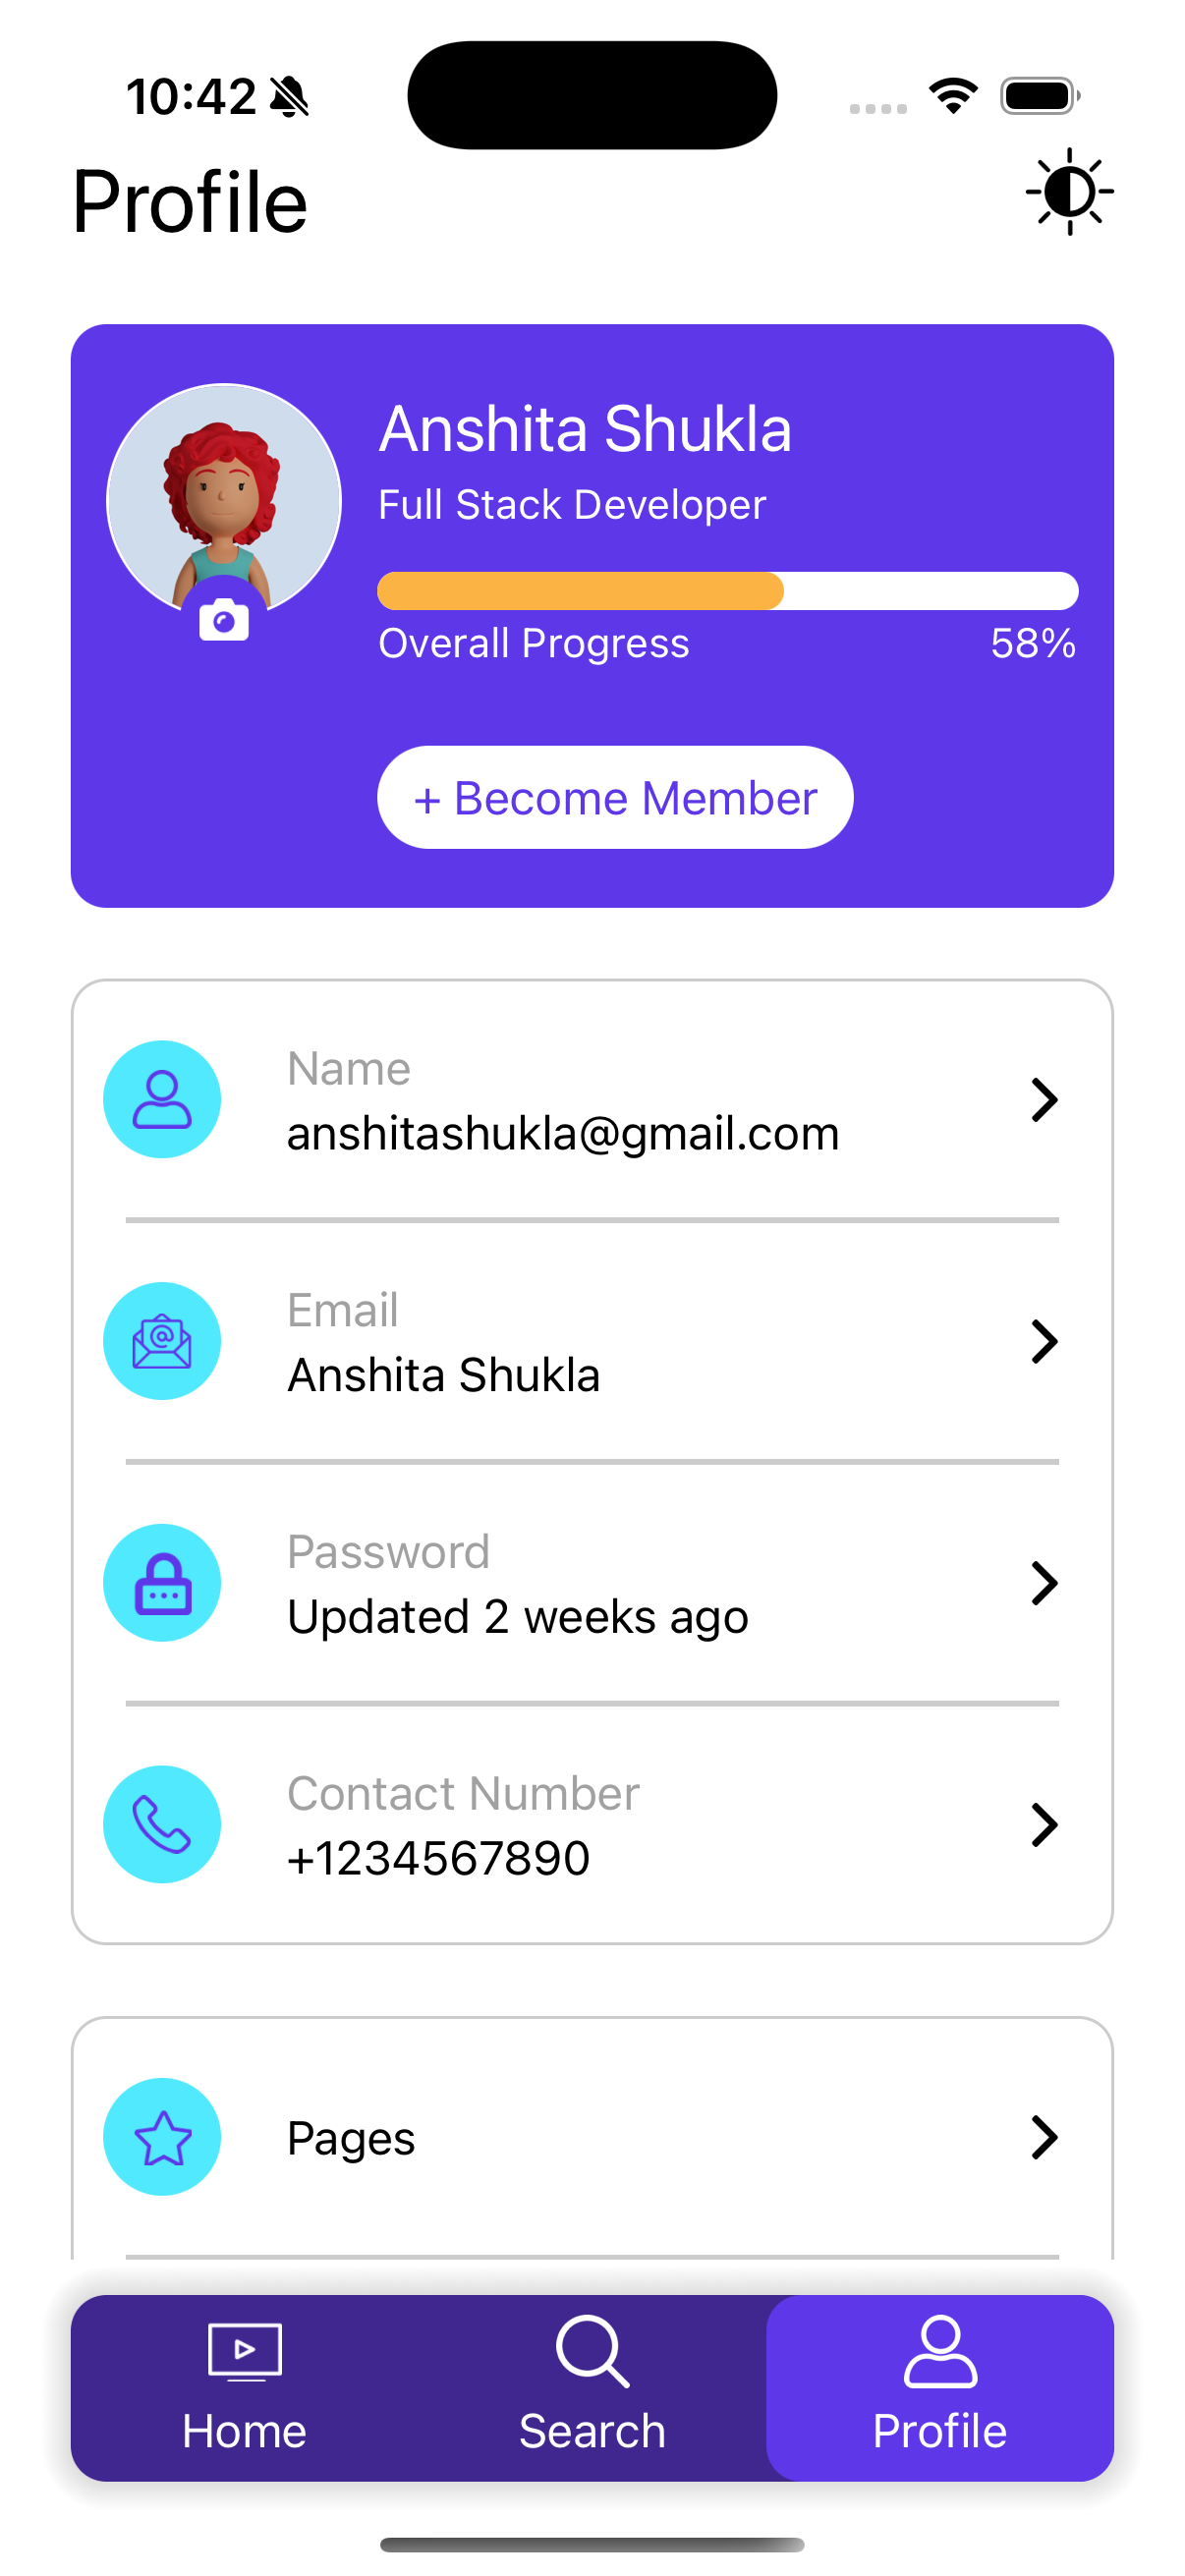 10:42
Profile
Anshita Shukla
Full Stack Developer
Overall Progress 58%
+ Become Member
Name
anshitashukla@gmail.com
Email
Anshita Shukla
Password
Updated 2 weeks ago
Contact Number
+1234567890
Pages
Home Search Profile